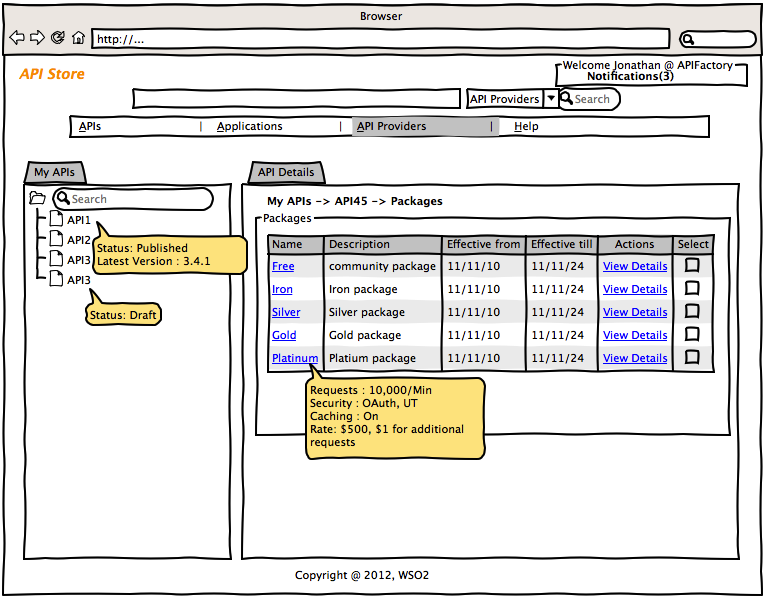 Browser
http://...
API Store
Welcome Jonathan @ APIFactory
Notifications(3)
API Providers
Search
APIs | Applications | API Providers | Help
My APIs
Search
API1
API2
API3
API3
Status: Published
Latest Version : 3.4.1
Status: Draft
API Details
My APIs -> API45 -> Packages
Packages
Name Description Effective from Effective till Actions Select
Free community package 11/11/10 11/11/24 View Details
Iron Iron package 11/11/10 11/11/24 View Details
Silver Silver package 11/11/10 11/11/24 View Details
Gold Gold package 11/11/10 11/11/24 View Details
Platinum Platium package 11/11/10 11/11/24 View Details
Requests : 10,000/Min
Security : OAuth, UT
Caching : On
Rate: $500, $1 for additional
requests
Copyright @ 2012, WSO2